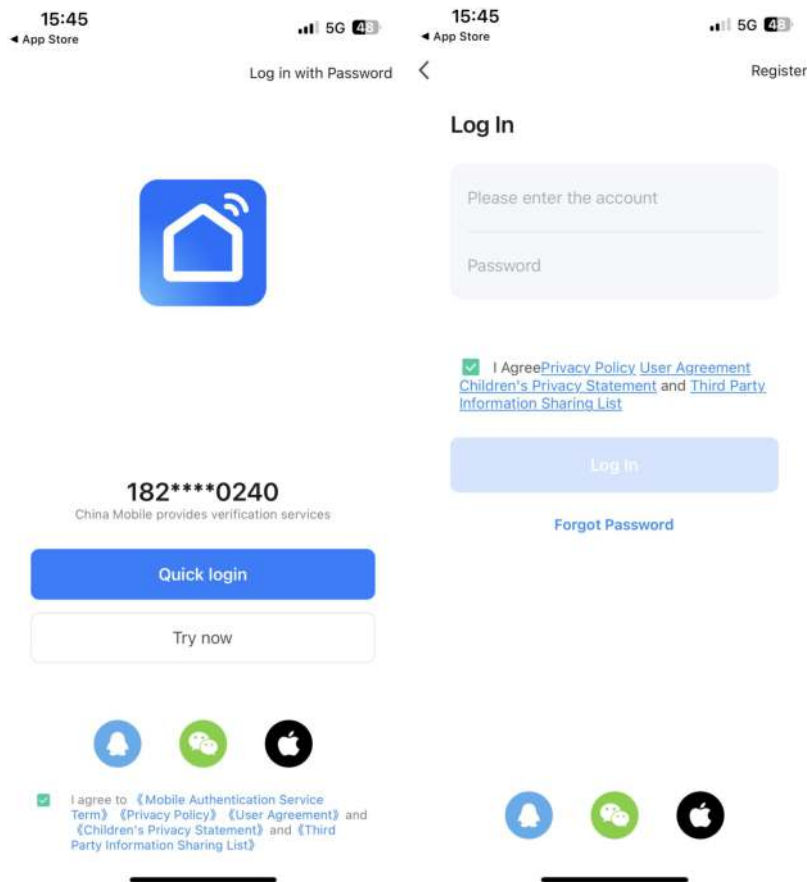 15:45
5G 48
◀ App Store
Log in with Password
182****0240
China Mobile provides verification services
Quick login
Try now
I agree to 《Mobile Authentication Service
Term》 《Privacy Policy》 《User Agreement》 and
《Children's Privacy Statement》 and 《Third
Party Information Sharing List》
15:45
5G 48
◀ App Store
Register
Log In
Please enter the account
Password
I AgreePrivacy Policy User Agreement
Children's Privacy Statement and Third Party
Information Sharing List
Log In
Forgot Password